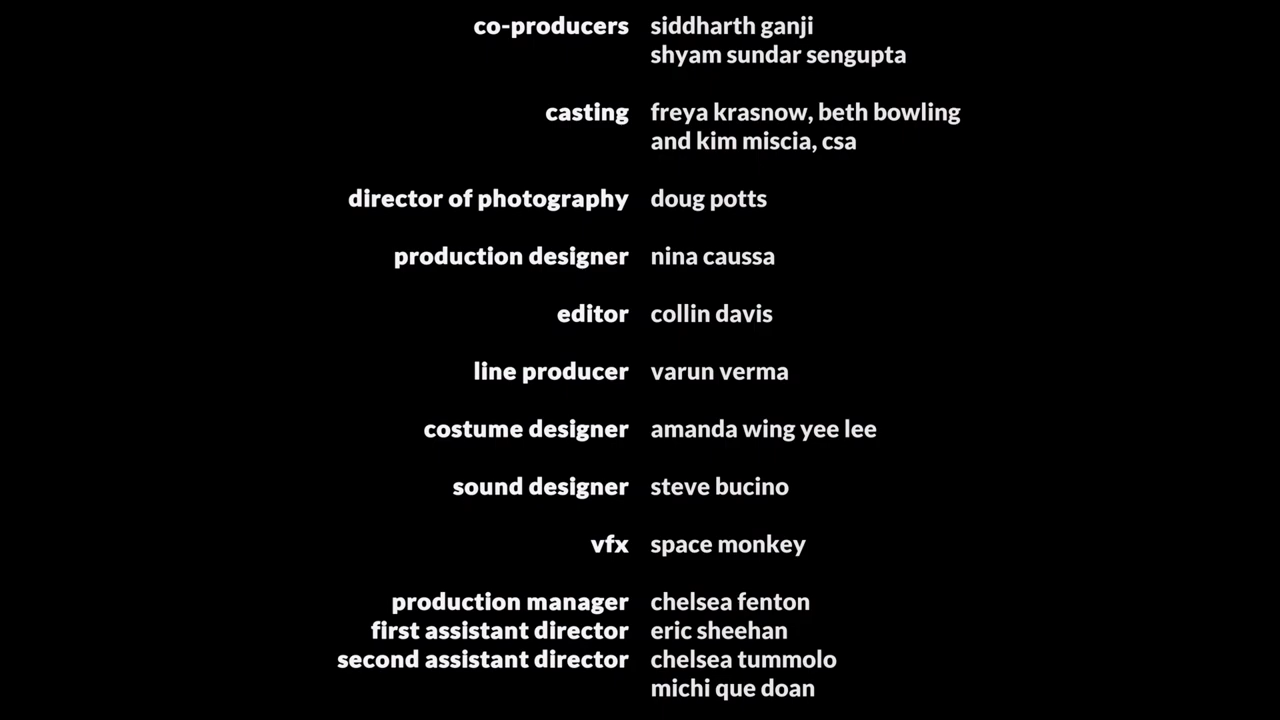 co-producers siddharth ganji
shyam sundar sengupta
casting freya krasnow, beth bowling
and kim miscia, csa
director of photography doug potts
production designer nina caussa
editor collin davis
line producer varun verma
costume designer amanda wing yee lee
sound designer steve bucino
vfx space monkey
production manager chelsea fenton
first assistant director eric sheehan
second assistant director chelsea tummolo
michi que doan